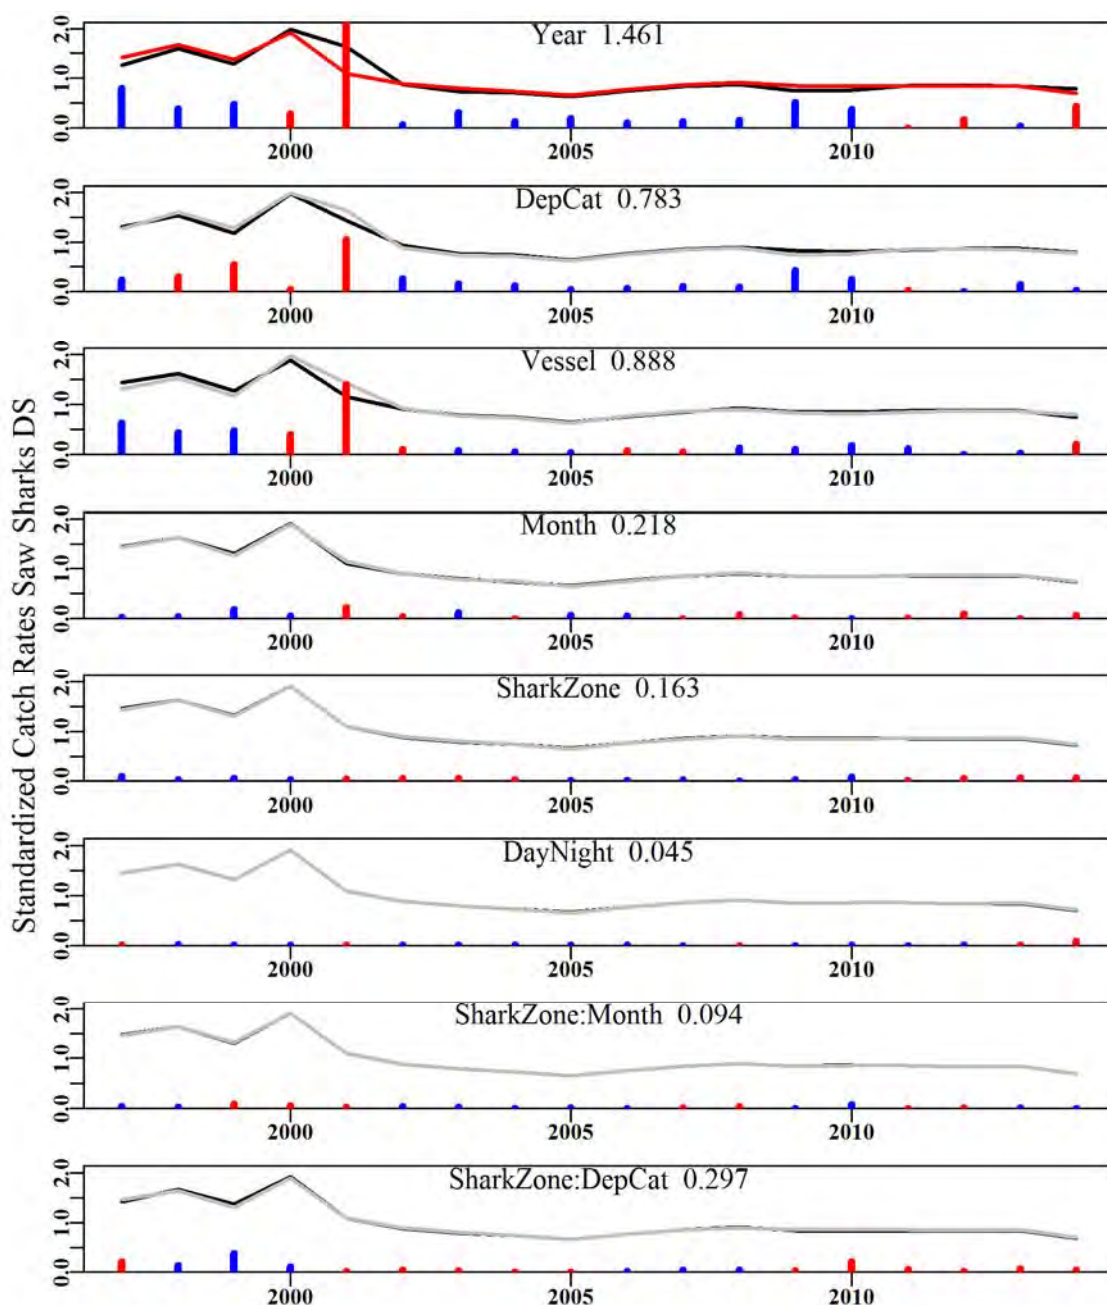 Standardized Catch Rates Saw Sharks DS
Year 1.461
0.0 1.0 2.0
2000 2005 2010
DepCat 0.783
0.0 1.0 2.0
2000 2005 2010
Vessel 0.888
0.0 1.0 2.0
2000 2005 2010
Month 0.218
0.0 1.0 2.0
2000 2005 2010
SharkZone 0.163
0.0 1.0 2.0
2000 2005 2010
DayNight 0.045
0.0 1.0 2.0
2000 2005 2010
SharkZone:Month 0.094
0.0 1.0 2.0
2000 2005 2010
SharkZone:DepCat 0.297
0.0 1.0 2.0
2000 2005 2010